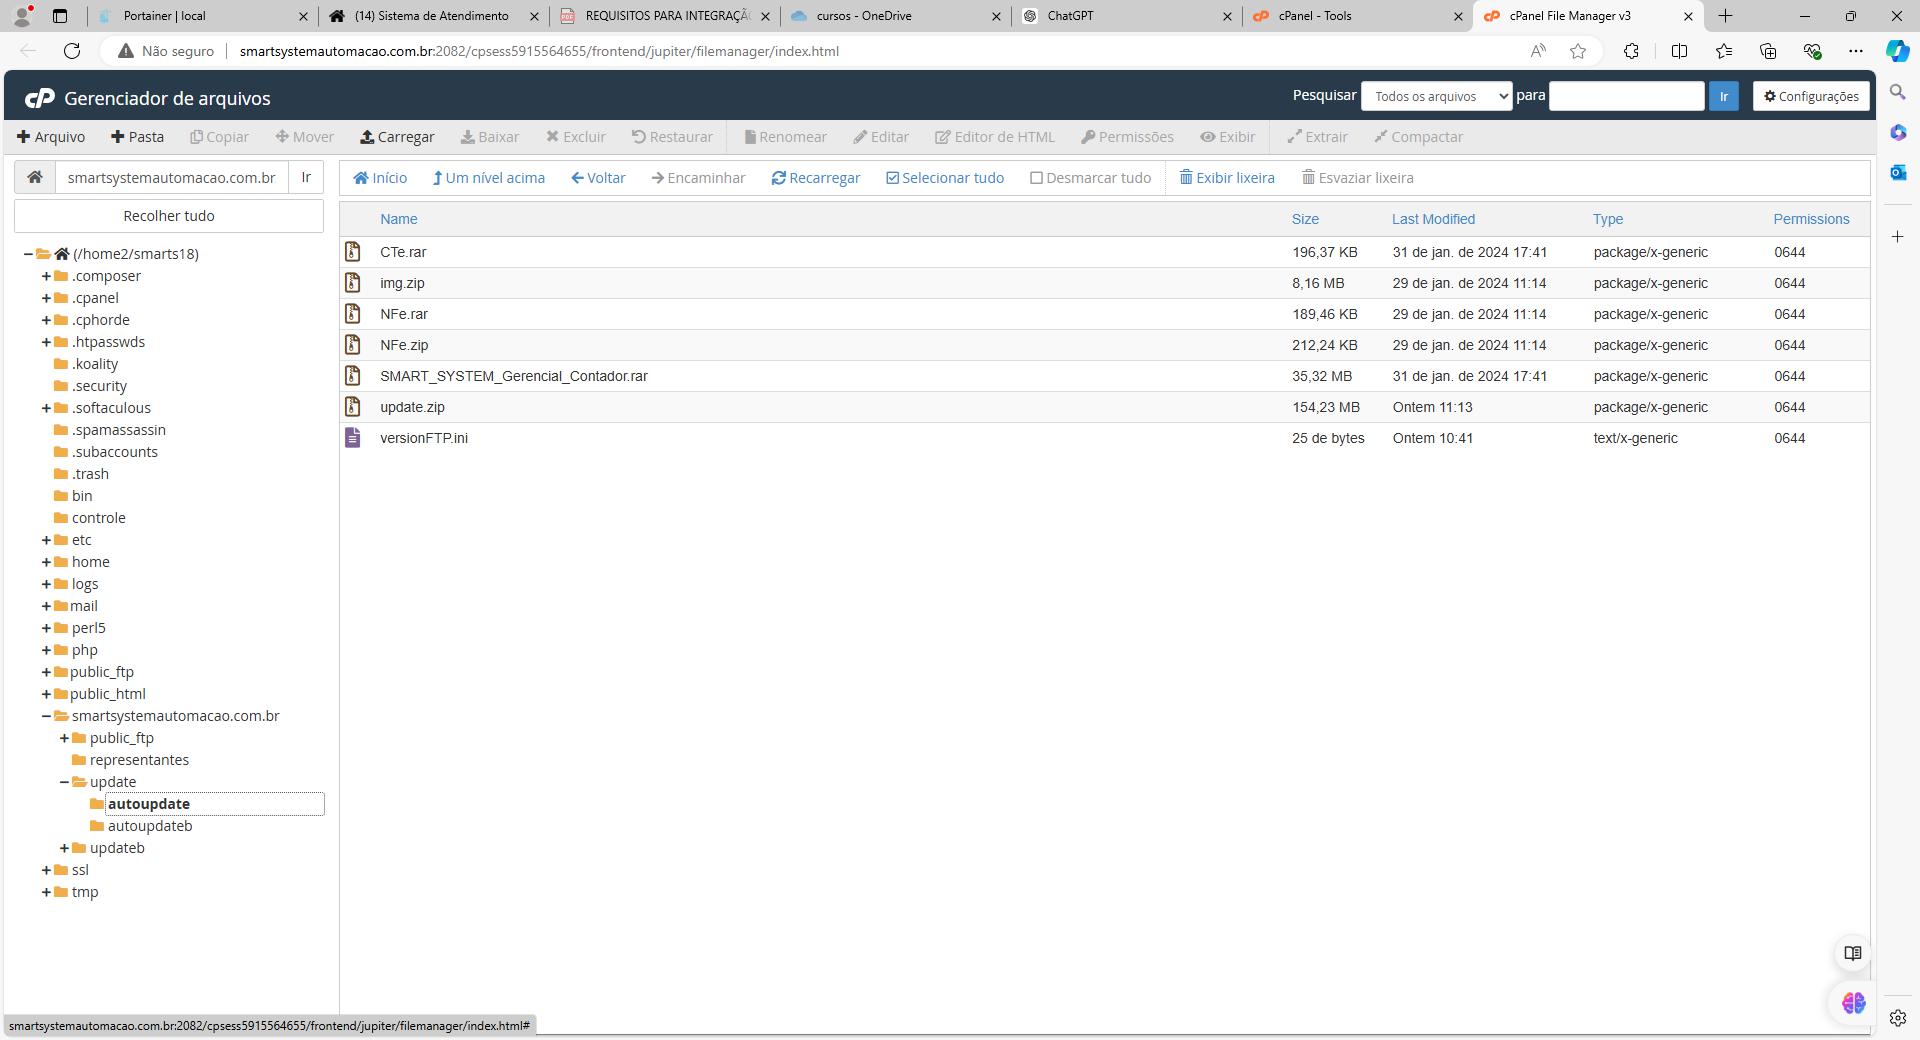 Portainer | local
(14) Sistema de Atendimento
REQUISITOS PARA INTEGRAÇÃ
cursos - OneDrive
ChatGPT
cPanel - Tools
cPanel File Manager v3
Não seguro
smartsystemautomacao.com.br:2082/cpsess5915564655/frontend/jupiter/filemanager/index.html
cP Gerenciador de arquivos
Pesquisar
Todos os arquivos
para
Ir
Configurações
Arquivo
Pasta
Copiar
Mover
Carregar
Baixar
Excluir
Restaurar
Renomear
Editar
Editor de HTML
Permissões
Exibir
Extrair
Compactar
smartsystemautomacao.com.br
Ir
Início
Um nível acima
Voltar
Encaminhar
Recarregar
Selecionar tudo
Desmarcar tudo
Exibir lixeira
Esvaziar lixeira
Recolher tudo
(/home2/smarts18)
.composer
.cpanel
.cphorde
.htpasswds
.koality
.security
.softaculous
.spamassassin
.subaccounts
.trash
bin
controle
etc
home
logs
mail
perl5
php
public_ftp
public_html
smartsystemautomacao.com.br
public_ftp
representantes
update
autoupdate
autoupdateb
updateb
ssl
tmp
Name Size Last Modified Type Permissions
CTe.rar 196,37 KB 31 de jan. de 2024 17:41 package/x-generic 0644
img.zip 8,16 MB 29 de jan. de 2024 11:14 package/x-generic 0644
NFe.rar 189,46 KB 29 de jan. de 2024 11:14 package/x-generic 0644
NFe.zip 212,24 KB 29 de jan. de 2024 11:14 package/x-generic 0644
SMART_SYSTEM_Gerencial_Contador.rar 35,32 MB 31 de jan. de 2024 17:41 package/x-generic 0644
update.zip 154,23 MB Ontem 11:13 package/x-generic 0644
versionFTP.ini 25 de bytes Ontem 10:41 text/x-generic 0644
smartsystemautomacao.com.br:2082/cpsess5915564655/frontend/jupiter/filemanager/index.html#